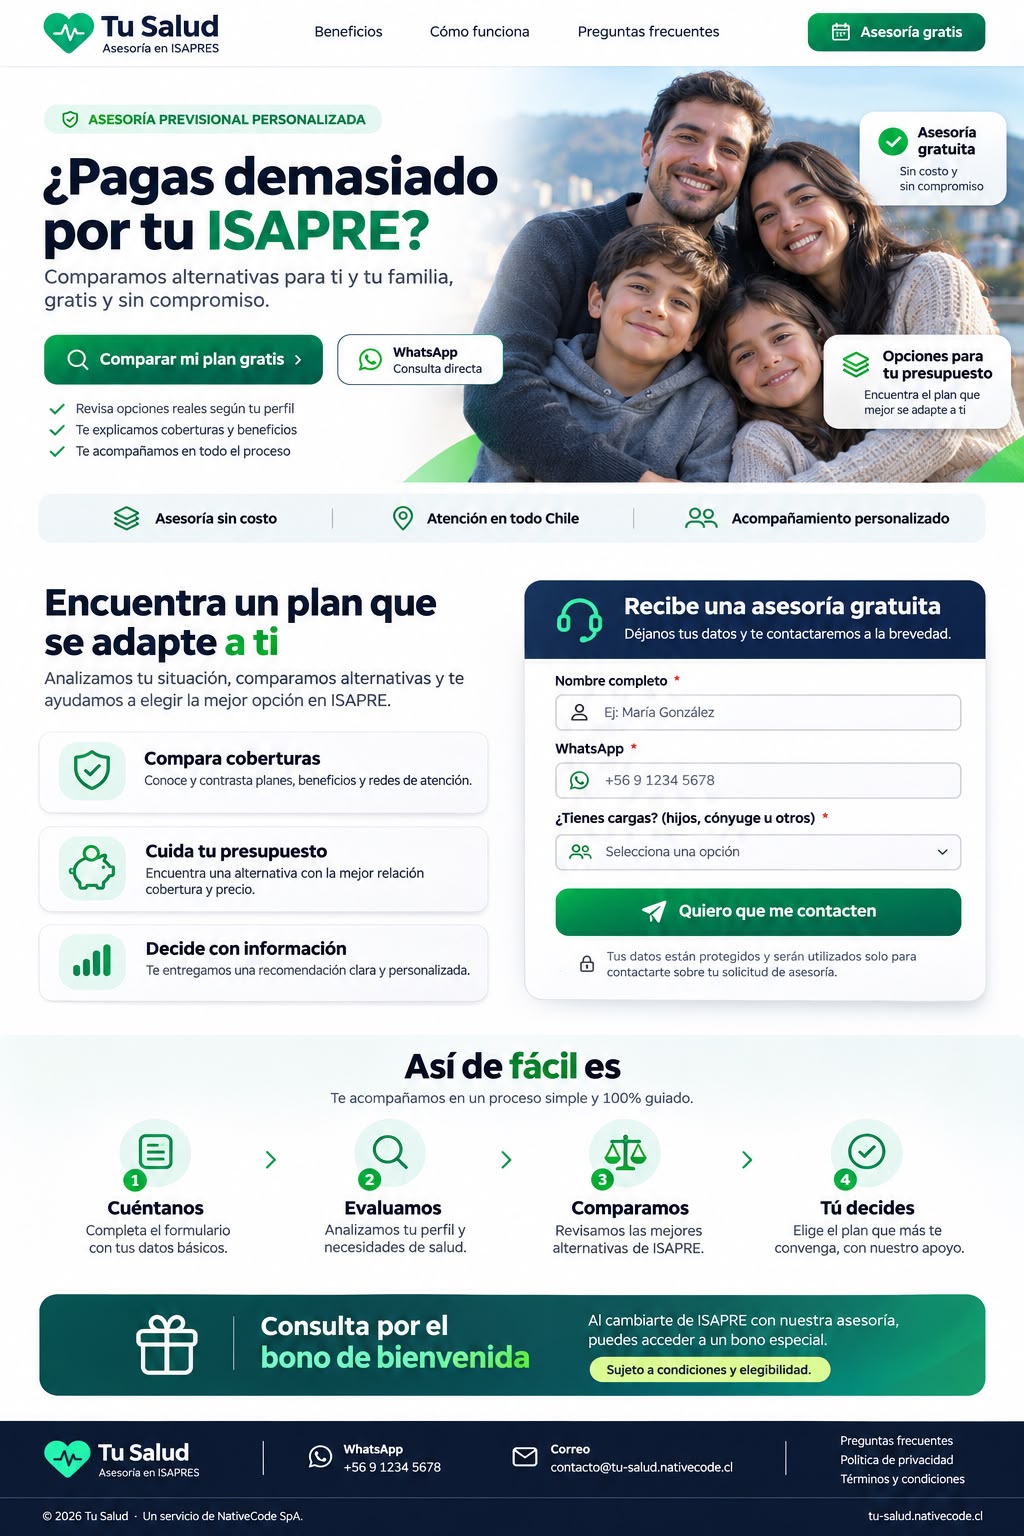 Tu Salud
Asesoría en ISAPRES
Beneficios
Cómo funciona
Preguntas frecuentes
Asesoría gratis
ASESORÍA PREVISIONAL PERSONALIZADA
¿Pagas demasiado
por tu ISAPRE?
Comparamos alternativas para ti y tu familia,
gratis y sin compromiso.
Comparar mi plan gratis ›
WhatsApp
Consulta directa
Revisa opciones reales según tu perfil
Te explicamos coberturas y beneficios
Te acompañamos en todo el proceso
Asesoría
gratuita
Sin costo y
sin compromiso
Opciones para
tu presupuesto
Encuentra el plan que
mejor se adapte a ti
Asesoría sin costo
Atención en todo Chile
Acompañamiento personalizado
Encuentra un plan que
se adapte a ti
Analizamos tu situación, comparamos alternativas y te
ayudamos a elegir la mejor opción en ISAPRE.
Compara coberturas
Conoce y contrasta planes, beneficios y redes de atención.
Cuida tu presupuesto
Encuentra una alternativa con la mejor relación
cobertura y precio.
Decide con información
Te entregamos una recomendación clara y personalizada.
Recibe una asesoría gratuita
Déjanos tus datos y te contactaremos a la brevedad.
Nombre completo *
Ej: María González
WhatsApp *
+56 9 1234 5678
¿Tienes cargas? (hijos, cónyuge u otros) *
Selecciona una opción
Quiero que me contacten
Tus datos están protegidos y serán utilizados solo para
contactarte sobre tu solicitud de asesoría.
Así de fácil es
Te acompañamos en un proceso simple y 100% guiado.
1
Cuéntanos
Completa el formulario
con tus datos básicos.
2
Evaluamos
Analizamos tu perfil y
necesidades de salud.
3
Comparamos
Revisamos las mejores
alternativas de ISAPRE.
4
Tú decides
Elige el plan que más te
convenga, con nuestro apoyo.
Consulta por el
bono de bienvenida
Al cambiarte de ISAPRE con nuestra asesoría,
puedes acceder a un bono especial.
Sujeto a condiciones y elegibilidad.
Tu Salud
Asesoría en ISAPRES
WhatsApp
+56 9 1234 5678
Correo
contacto@tu-salud.nativecode.cl
Preguntas frecuentes
Política de privacidad
Términos y condiciones
© 2026 Tu Salud · Un servicio de NativeCode SpA.
tu-salud.nativecode.cl